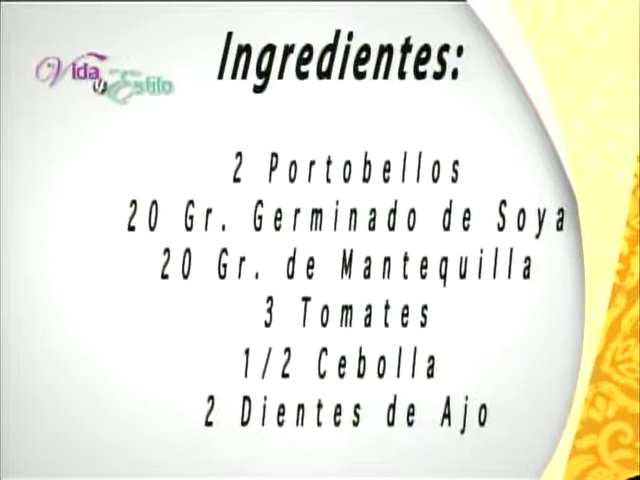 Ingredientes:
Vida
y Estilo
2 Portobellos
20 Gr. Germinado de Soya
20 Gr. de Mantequilla
3 Tomates
1/2 Cebolla
2 Dientes de Ajo